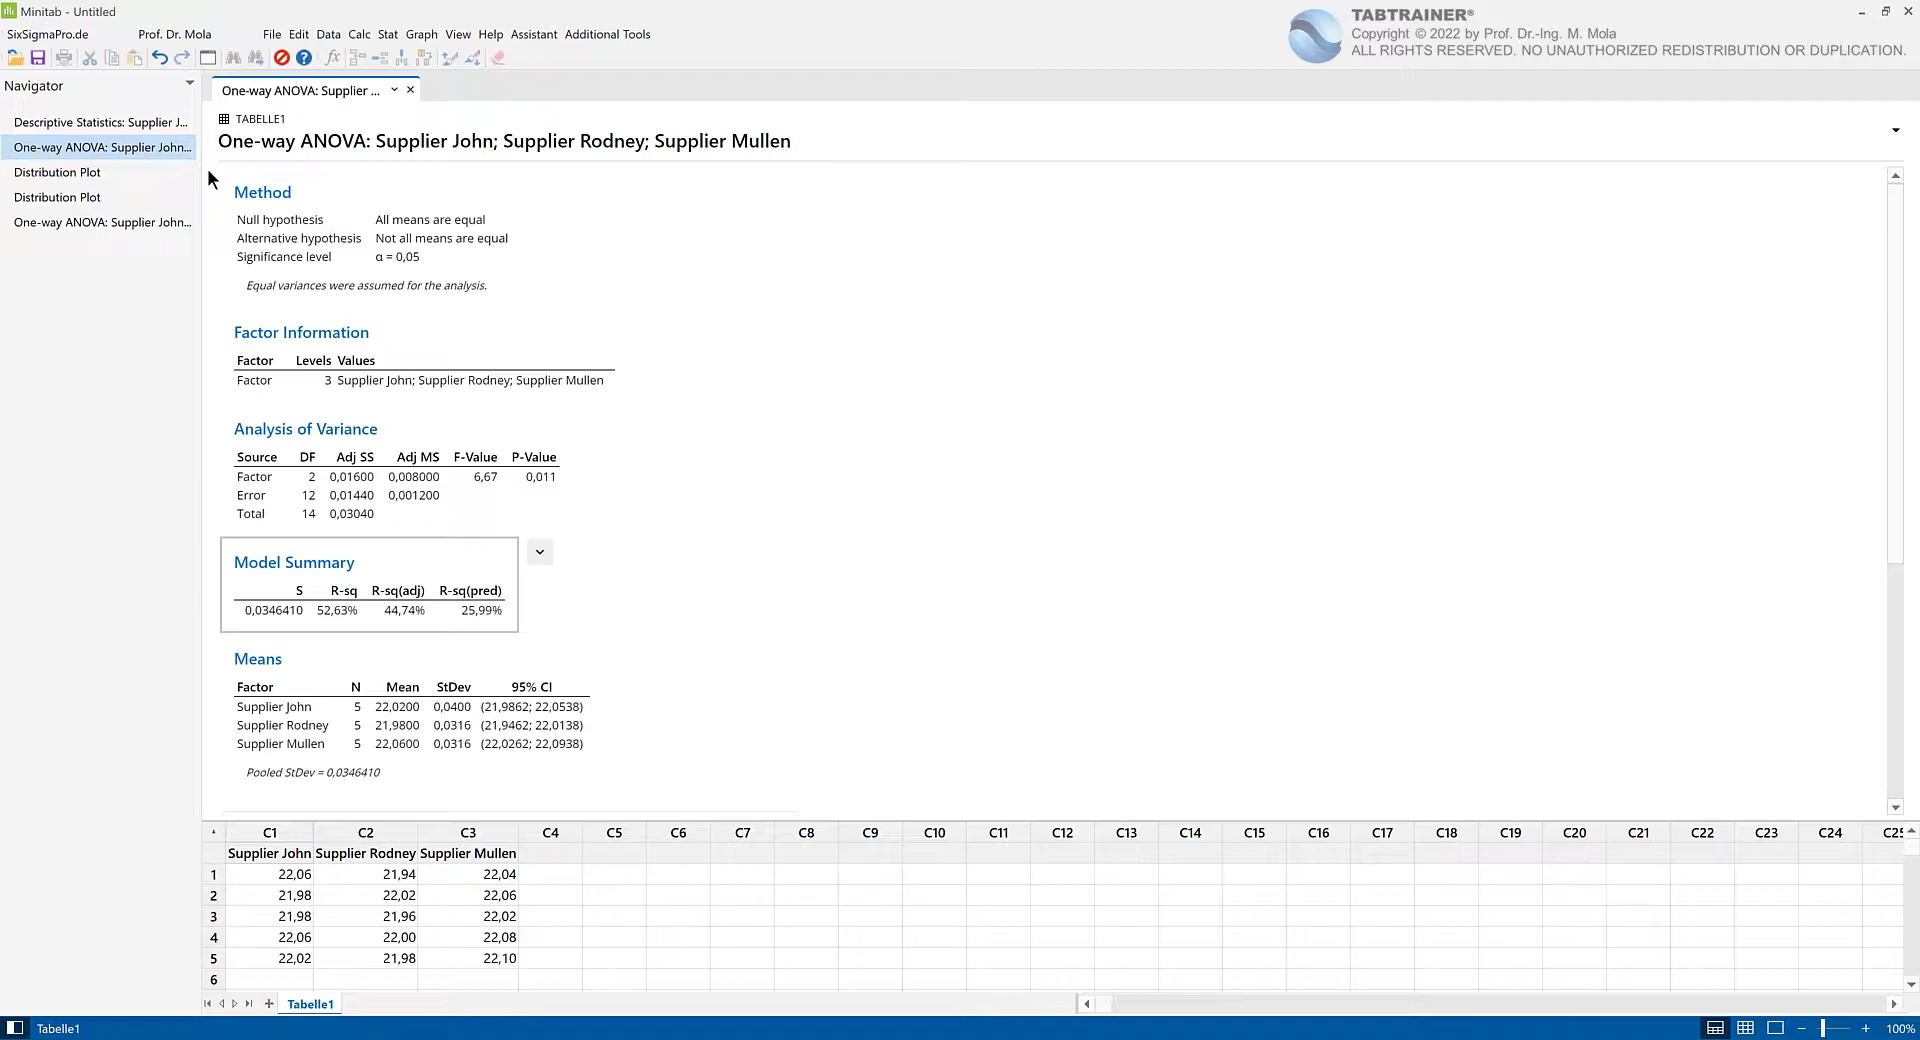 Minitab - Untitled
SixSigmaPro.de Prof. Dr. Mola File Edit Data Calc Stat Graph View Help Assistant Additional Tools
TABTRAINER®
Copyright © 2022 by Prof. Dr.-Ing. M. Mola
ALL RIGHTS RESERVED. NO UNAUTHORIZED REDISTRIBUTION OR DUPLICATION.
Navigator
Descriptive Statistics: Supplier J...
One-way ANOVA: Supplier John...
Distribution Plot
Distribution Plot
One-way ANOVA: Supplier John...
One-way ANOVA: Supplier ...
TABELLE1
One-way ANOVA: Supplier John; Supplier Rodney; Supplier Mullen
Method
Null hypothesis All means are equal
Alternative hypothesis Not all means are equal
Significance level α = 0,05
Equal variances were assumed for the analysis.
Factor Information
Factor Levels Values
Factor 3 Supplier John; Supplier Rodney; Supplier Mullen
Analysis of Variance
Source DF Adj SS Adj MS F-Value P-Value
Factor 2 0,01600 0,008000 6,67 0,011
Error 12 0,01440 0,001200
Total 14 0,03040
Model Summary
S R-sq R-sq(adj) R-sq(pred)
0,0346410 52,63% 44,74% 25,99%
Means
Factor N Mean StDev 95% CI
Supplier John 5 22,0200 0,0400 (21,9862; 22,0538)
Supplier Rodney 5 21,9800 0,0316 (21,9462; 22,0138)
Supplier Mullen 5 22,0600 0,0316 (22,0262; 22,0938)
Pooled StDev = 0,0346410
C1 C2 C3 C4 C5 C6 C7 C8 C9 C10 C11 C12 C13 C14 C15 C16 C17 C18 C19 C20 C21 C22 C23 C24 C25
Supplier John Supplier Rodney Supplier Mullen
1 22,06 21,94 22,04
2 21,98 22,02 22,06
3 21,98 21,96 22,02
4 22,06 22,00 22,08
5 22,02 21,98 22,10
6
Tabelle1
Tabelle1 100%